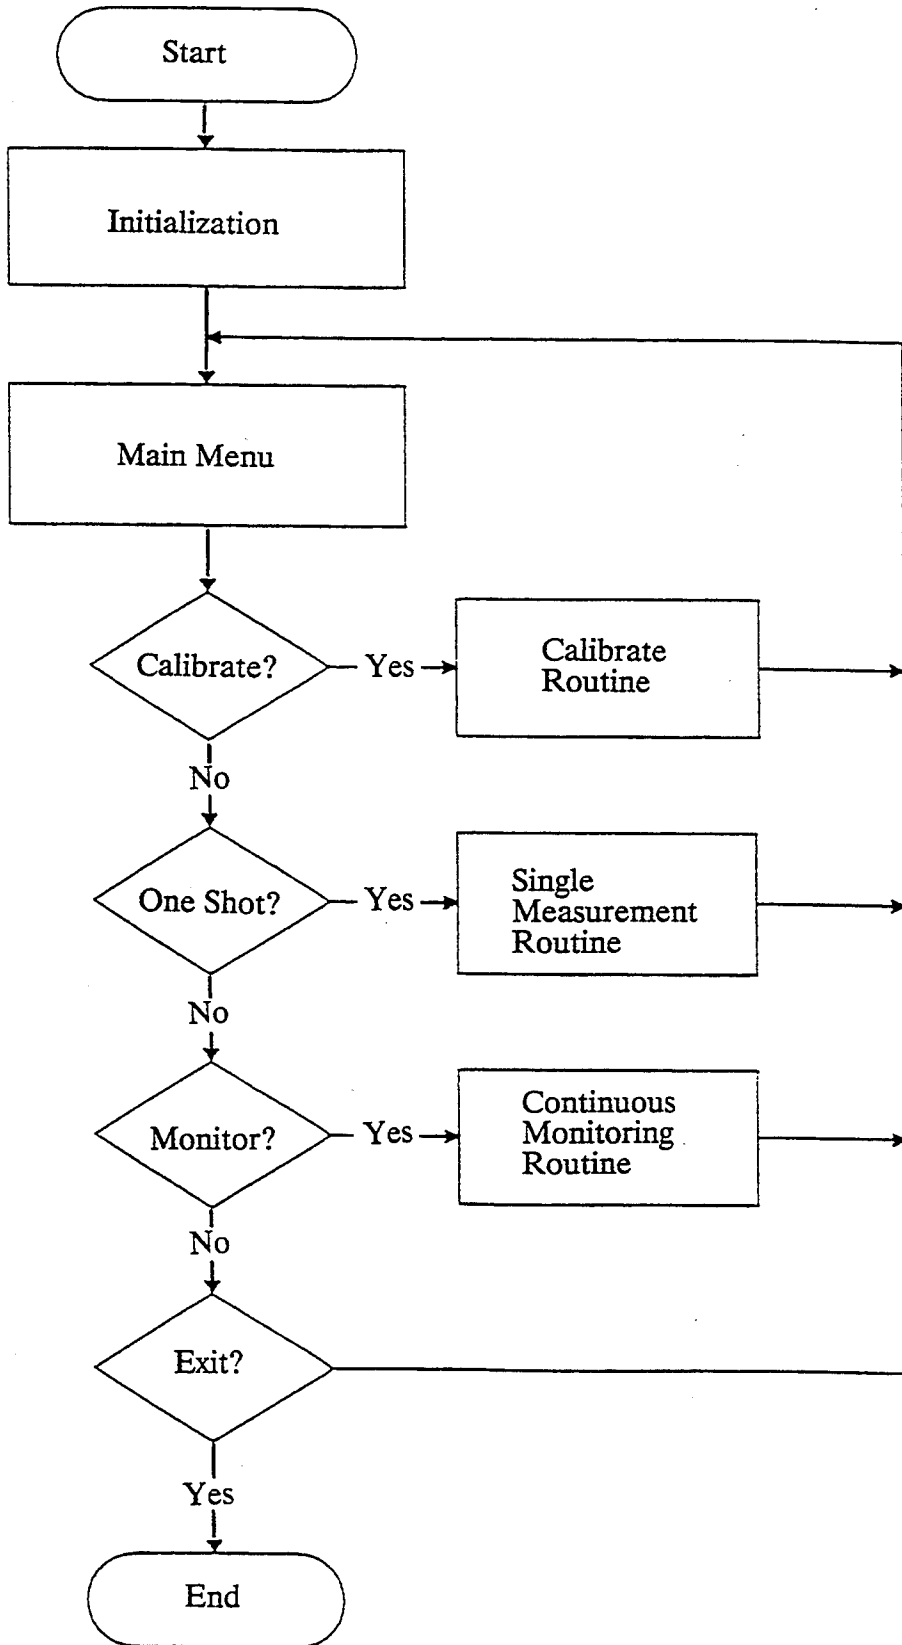 Start
Initialization
Main Menu
Calibrate?
Yes
Calibrate
Routine
No
One Shot?
Yes
Single
Measurement
Routine
No
Monitor?
Yes
Continuous
Monitoring
Routine
No
Exit?
Yes
End